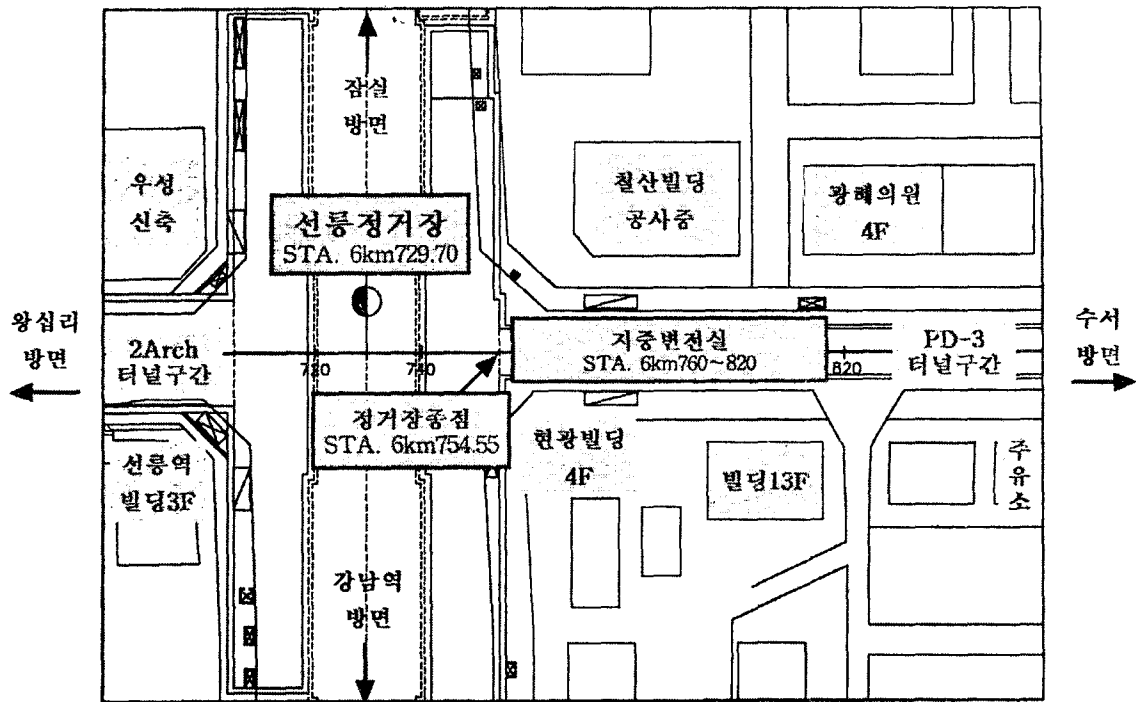 잠실
방면
우성
신축
선릉정거장
STA. 6km729.70
철산빌딩
공사중
광혜의원
4F
왕십리
방면
2Arch
터널구간
740
지중변전실
STA. 6km760~820
820
PD-3
터널구간
수서
방면
정거장종점
STA. 6km754.55
선릉역
빌딩3F
현광빌딩
4F
빌딩13F
주
유
소
강남역
방면